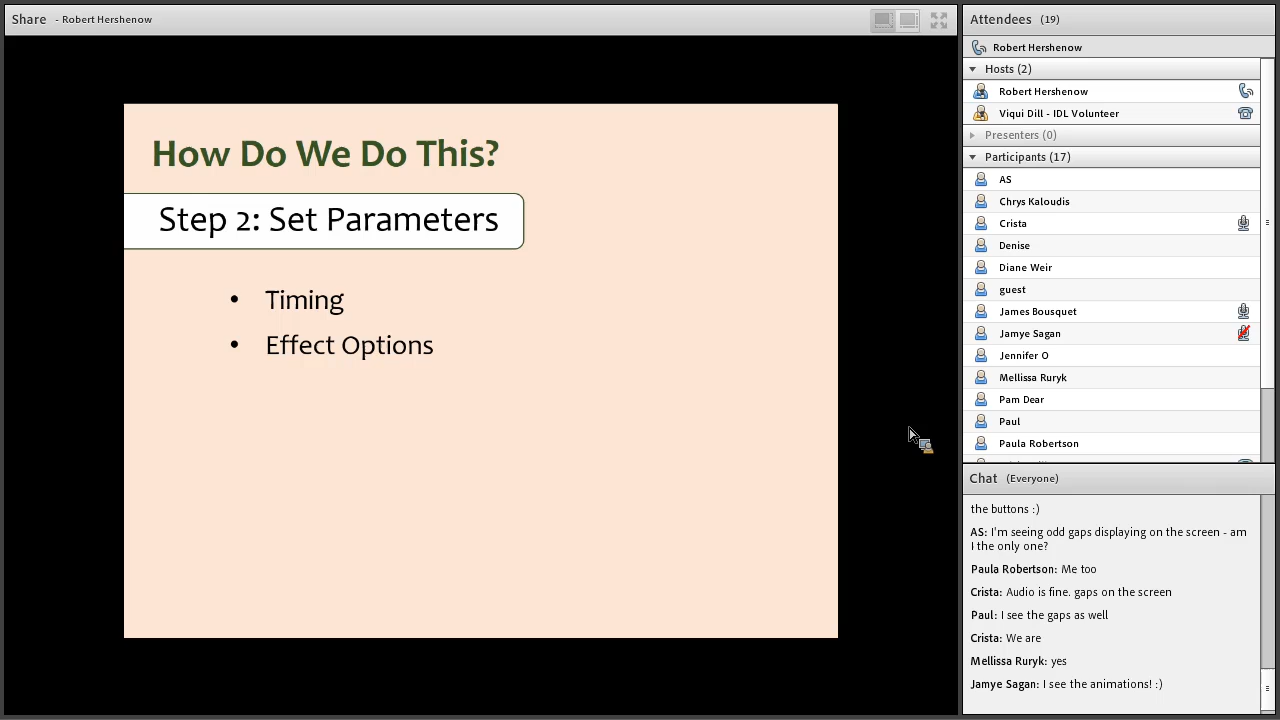 Share - Robert Hershenow
How Do We Do This?
Step 2: Set Parameters
• Timing
• Effect Options
Attendees (19)
Robert Hershenow
Hosts (2)
Robert Hershenow
Viqui Dill - IDL Volunteer
Presenters (0)
Participants (17)
AS
Chrys Kaloudis
Crista
Denise
Diane Weir
guest
James Bousquet
Jamye Sagan
Jennifer O
Mellissa Ruryk
Pam Dear
Paul
Paula Robertson
Chat (Everyone)
the buttons :)
AS: I'm seeing odd gaps displaying on the screen - am
I the only one?
Paula Robertson: Me too
Crista: Audio is fine. gaps on the screen
Paul: I see the gaps as well
Crista: We are
Mellissa Ruryk: yes
Jamye Sagan: I see the animations! :)